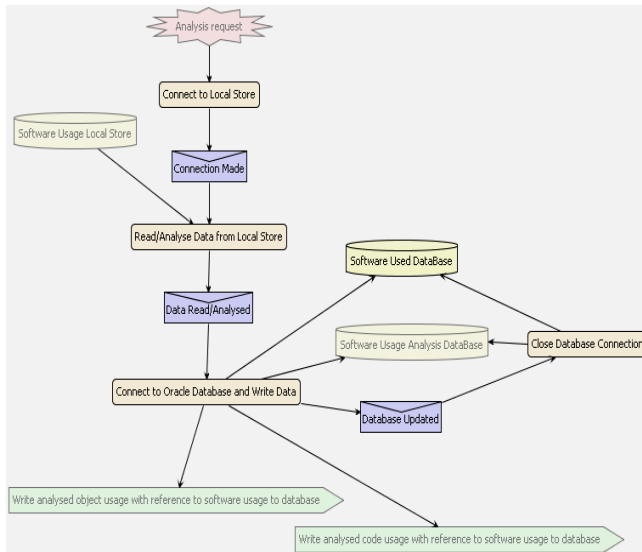 Analysis request
Connect to Local Store
Software Usage Local Store
Connection Made
Read/Analyse Data from Local Store
Software Used DataBase
Data Read/Analysed
Software Usage Analysis DataBase
Close Database Connection
Connect to Oracle Database and Write Data
Database Updated
Write analysed object usage with reference to software usage to database
Write analysed code usage with reference to software usage to database